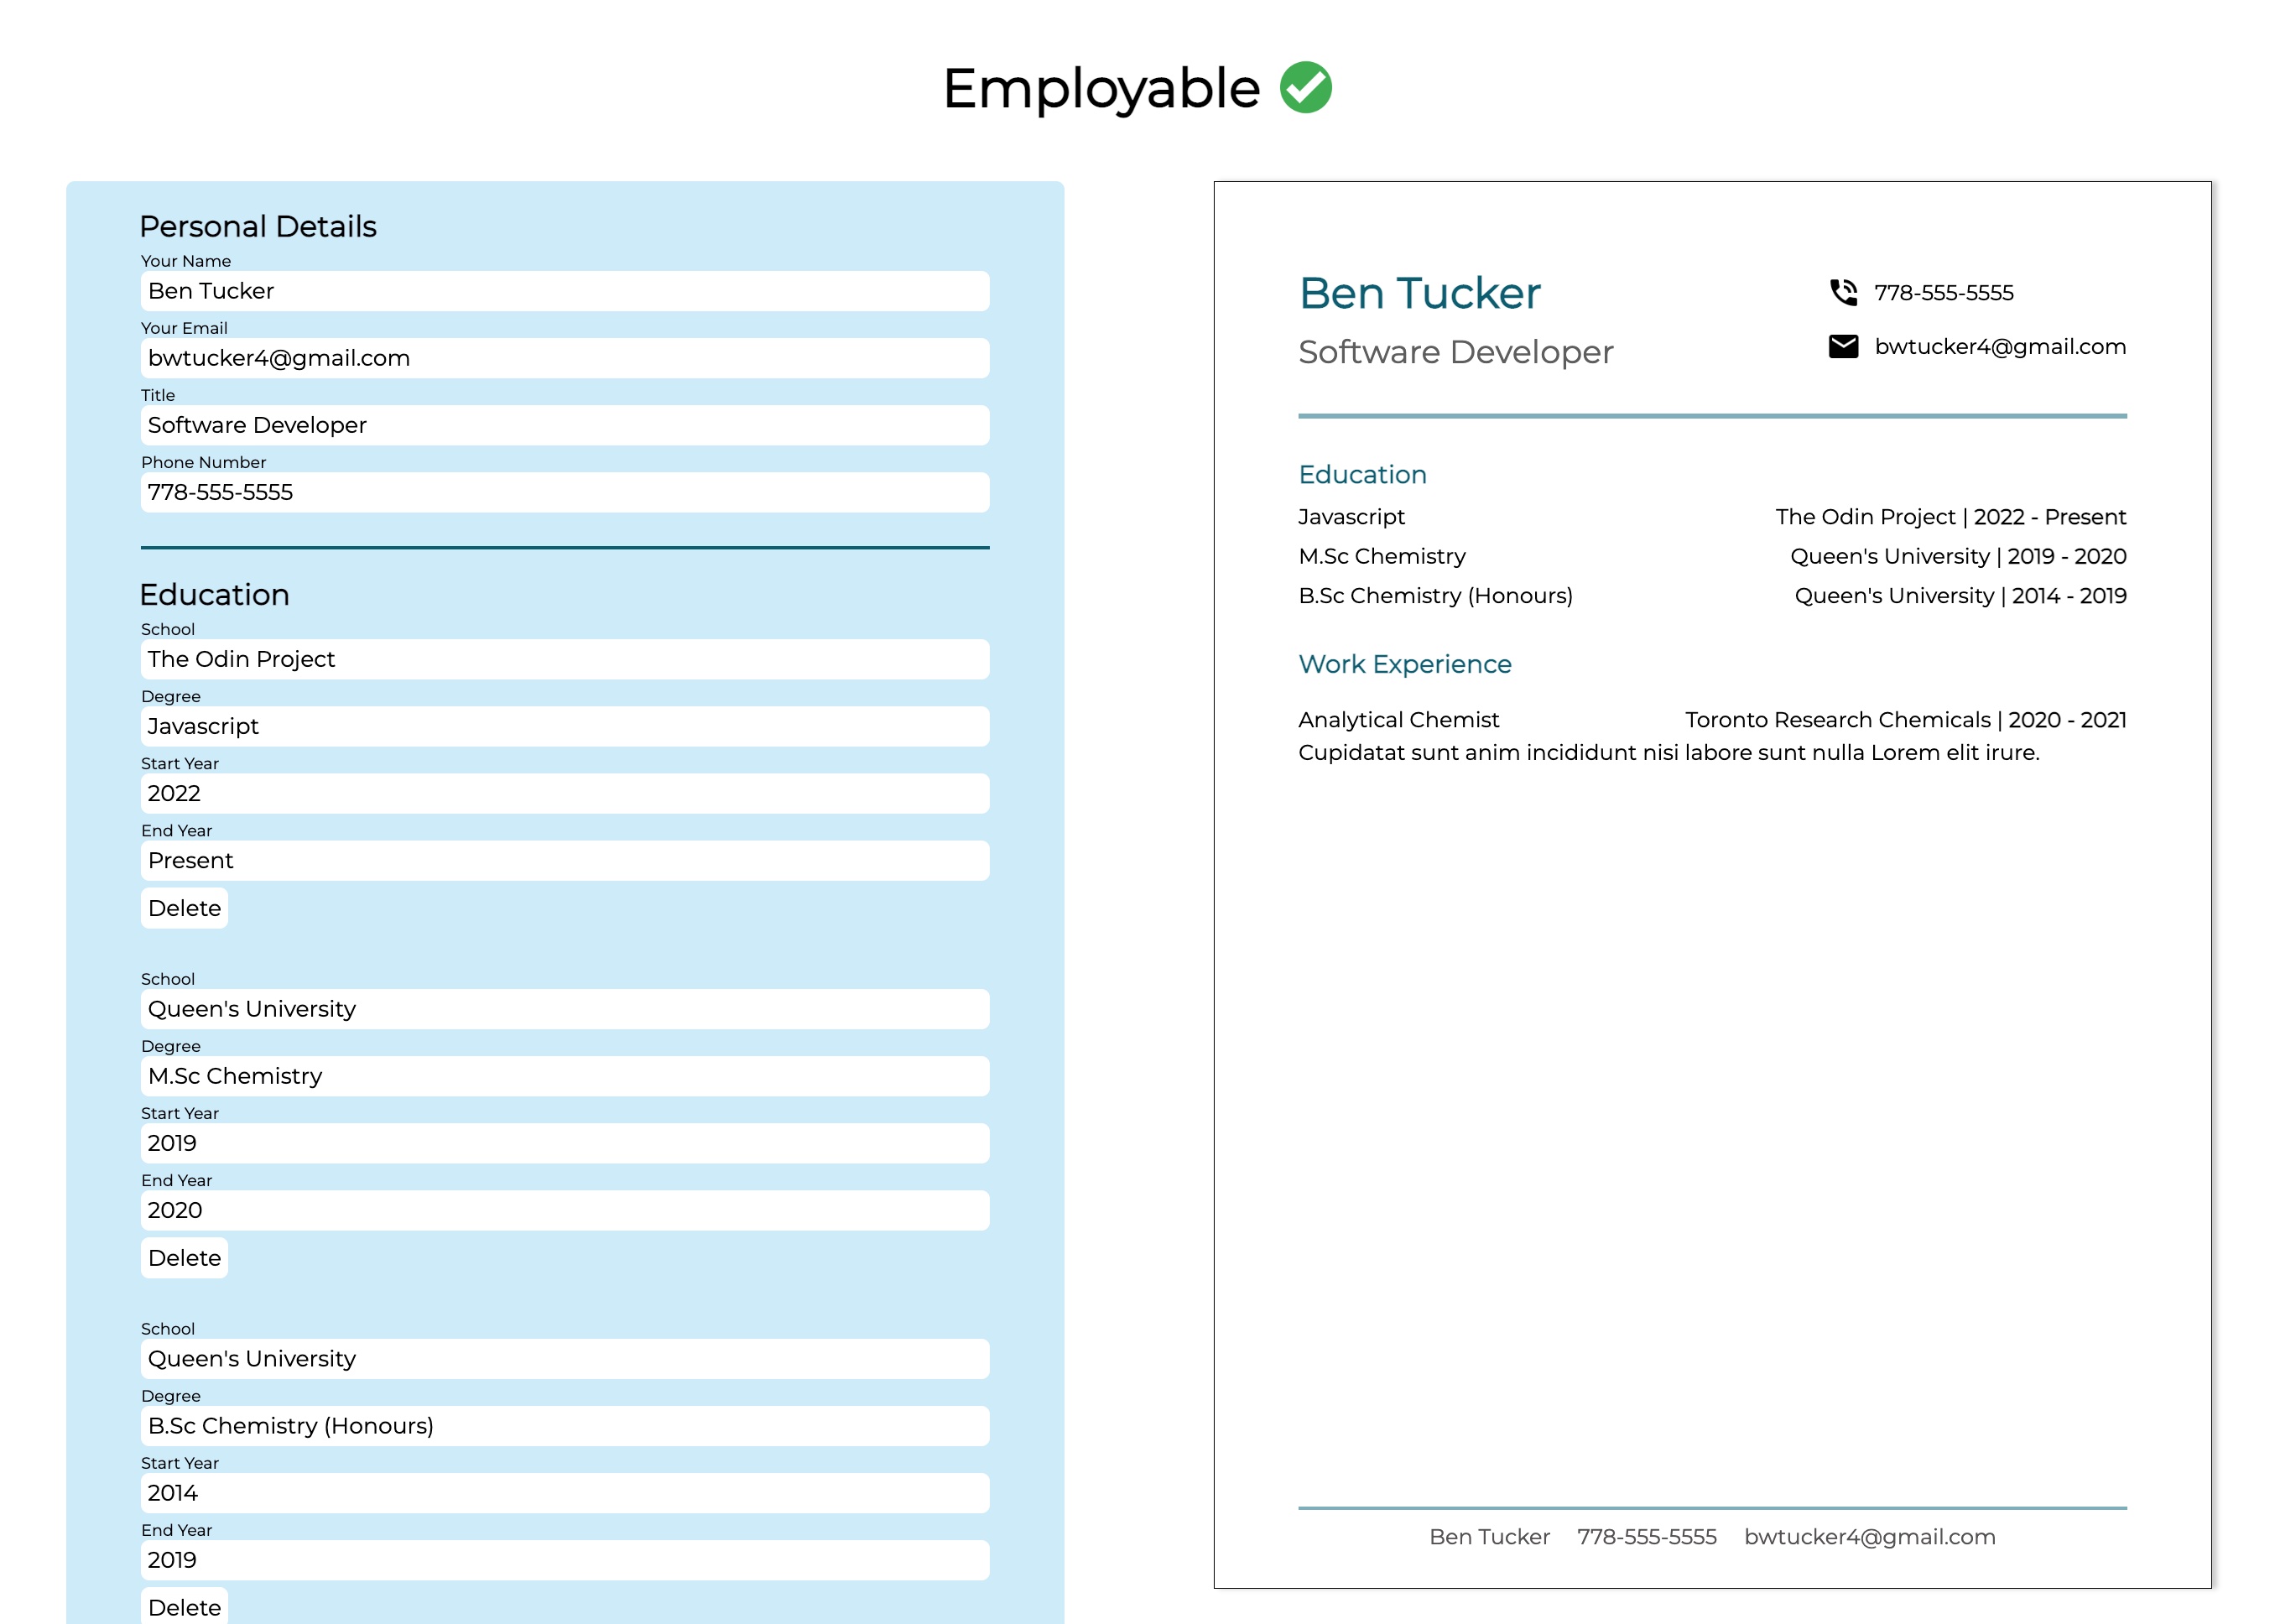 Employable
Personal Details
Your Name
Ben Tucker
Your Email
bwtucker4@gmail.com
Title
Software Developer
Phone Number
778-555-5555
Education
School
The Odin Project
Degree
Javascript
Start Year
2022
End Year
Present
Delete
School
Queen's University
Degree
M.Sc Chemistry
Start Year
2019
End Year
2020
Delete
School
Queen's University
Degree
B.Sc Chemistry (Honours)
Start Year
2014
End Year
2019
Delete
Ben Tucker
Software Developer
778-555-5555
bwtucker4@gmail.com
Education
Javascript The Odin Project | 2022 - Present
M.Sc Chemistry Queen's University | 2019 - 2020
B.Sc Chemistry (Honours) Queen's University | 2014 - 2019
Work Experience
Analytical Chemist Toronto Research Chemicals | 2020 - 2021
Cupidatat sunt anim incididunt nisi labore sunt nulla Lorem elit irure.
Ben Tucker 778-555-5555 bwtucker4@gmail.com